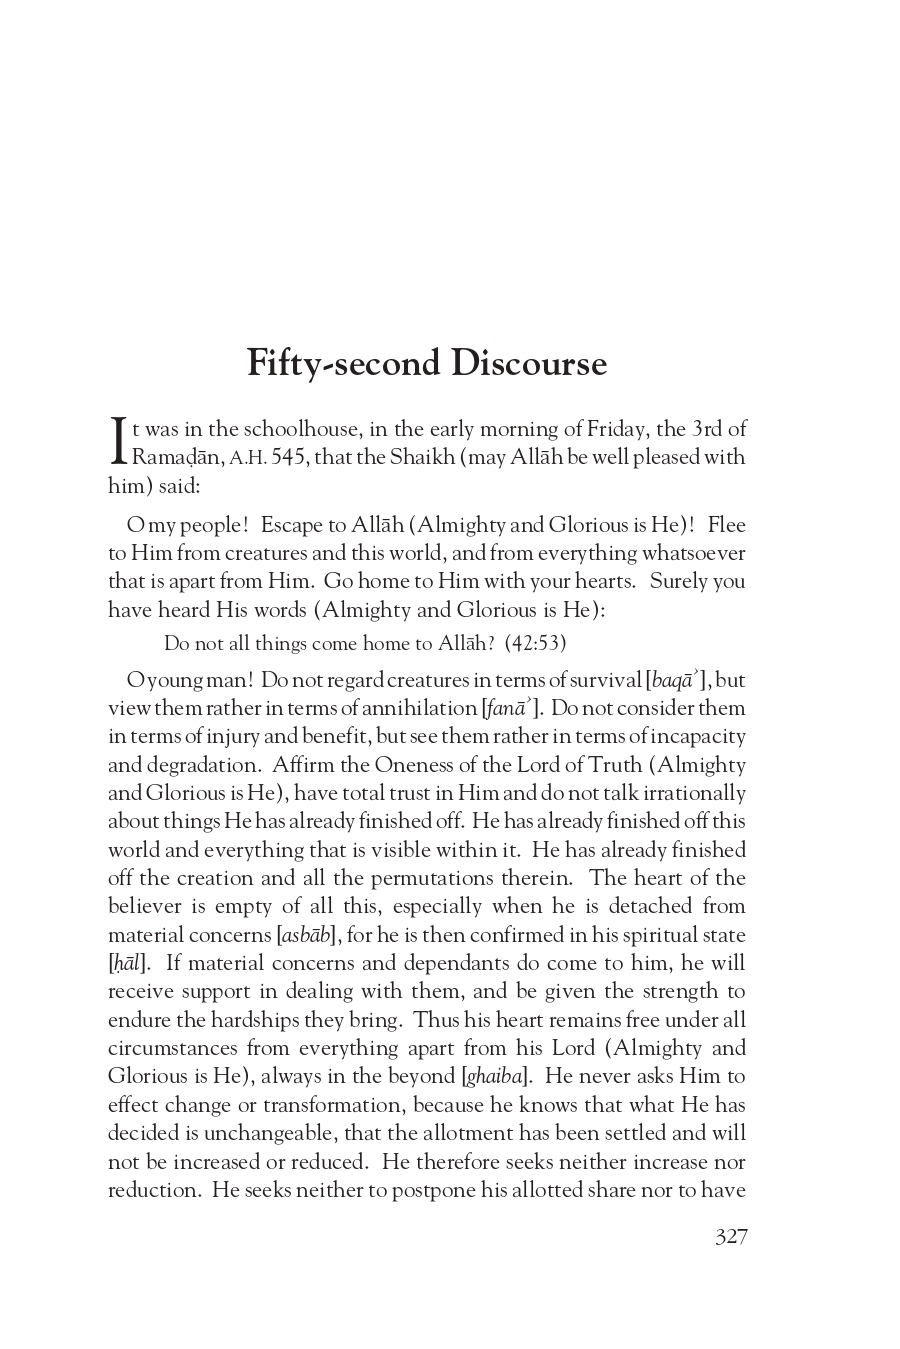 Fifty-second Discourse
It was in the schoolhouse, in the early morning of Friday, the 3rd of
Ramaḍān, A.H. 545, that the Shaikh (may Allāh be well pleased with
him) said:
O my people! Escape to Allāh (Almighty and Glorious is He)! Flee
to Him from creatures and this world, and from everything whatsoever
that is apart from Him. Go home to Him with your hearts. Surely you
have heard His words (Almighty and Glorious is He):
Do not all things come home to Allāh? (42:53)
O young man! Do not regard creatures in terms of survival [baqāʾ], but
view them rather in terms of annihilation [fanāʾ]. Do not consider them
in terms of injury and benefit, but see them rather in terms of incapacity
and degradation. Affirm the Oneness of the Lord of Truth (Almighty
and Glorious is He), have total trust in Him and do not talk irrationally
about things He has already finished off. He has already finished off this
world and everything that is visible within it. He has already finished
off the creation and all the permutations therein. The heart of the
believer is empty of all this, especially when he is detached from
material concerns [asbāb], for he is then confirmed in his spiritual state
[ḥāl]. If material concerns and dependants do come to him, he will
receive support in dealing with them, and be given the strength to
endure the hardships they bring. Thus his heart remains free under all
circumstances from everything apart from his Lord (Almighty and
Glorious is He), always in the beyond [ghaiba]. He never asks Him to
effect change or transformation, because he knows that what He has
decided is unchangeable, that the allotment has been settled and will
not be increased or reduced. He therefore seeks neither increase nor
reduction. He seeks neither to postpone his allotted share nor to have
327